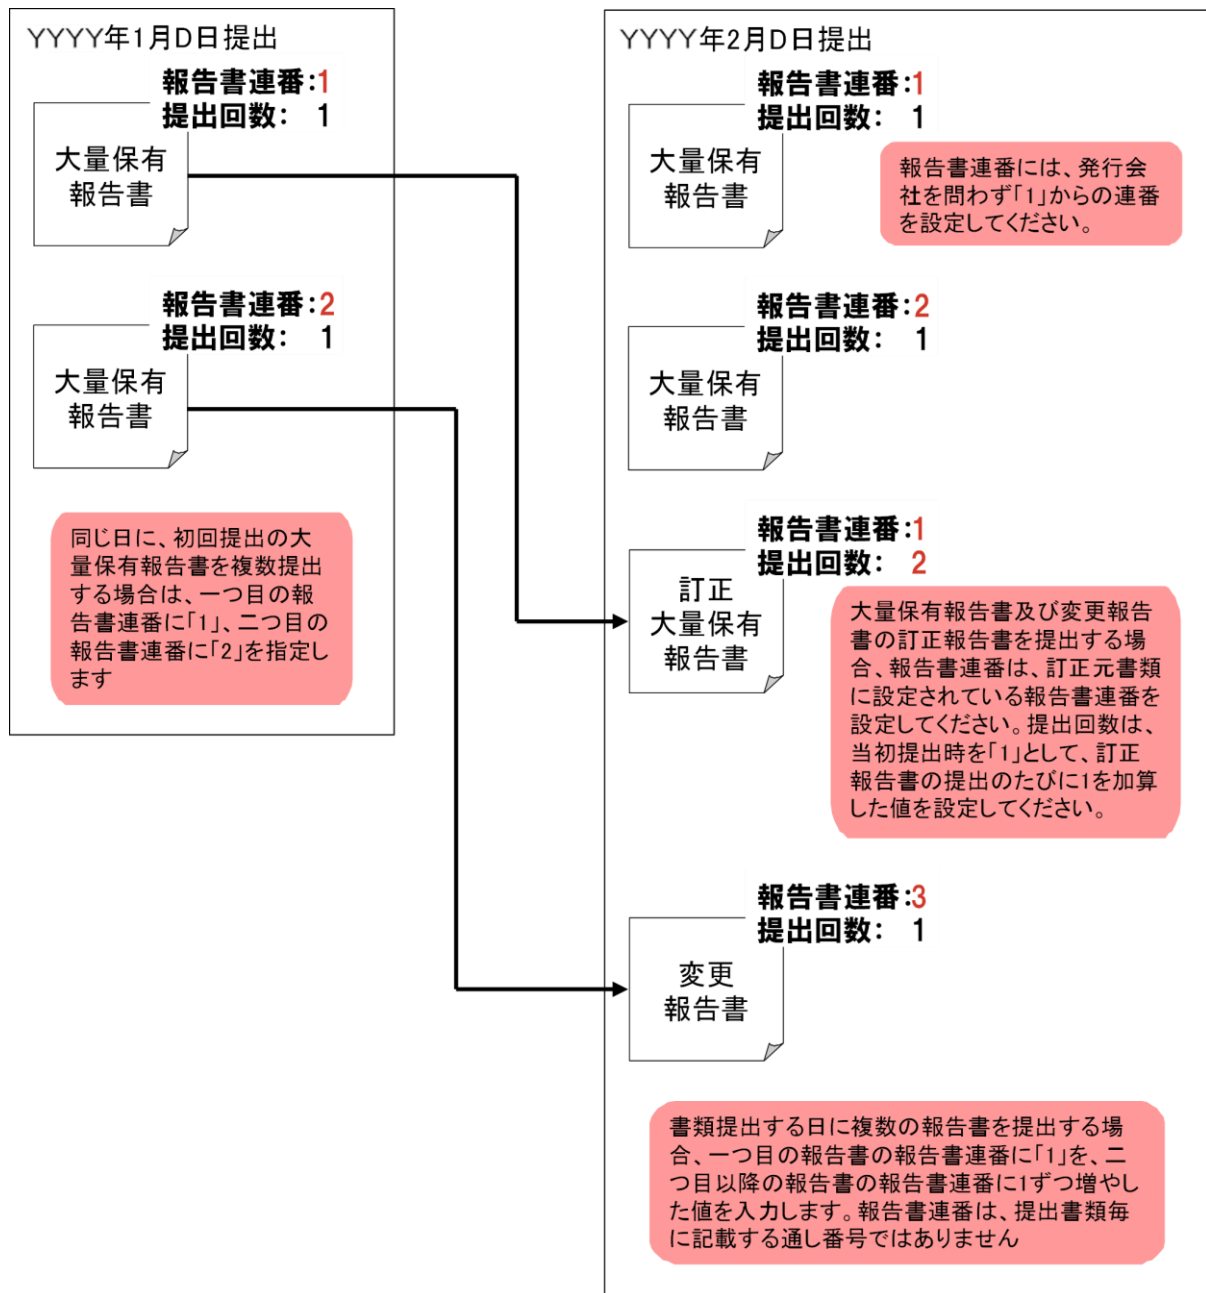 YYYY年1月D日提出
報告書連番:1
提出回数: 1
大量保有
報告書
報告書連番:2
提出回数: 1
大量保有
報告書
同じ日に、初回提出の大
量保有報告書を複数提出
する場合は、一つ目の報
告書連番に「1」、二つ目の
報告書連番に「2」を指定し
ます
YYYY年2月D日提出
報告書連番:1
提出回数: 1
大量保有
報告書
報告書連番には、発行会
社を問わず「1」からの連番
を設定してください。
報告書連番:2
提出回数: 1
大量保有
報告書
報告書連番:1
提出回数: 2
訂正
大量保有
報告書
大量保有報告書及び変更報告
書の訂正報告書を提出する場
合、報告書連番は、訂正元書類
に設定されている報告書連番を
設定してください。提出回数は、
当初提出時を「1」として、訂正
報告書の提出のたびに1を加算
した値を設定してください。
報告書連番:3
提出回数: 1
変更
報告書
書類提出する日に複数の報告書を提出する場
合、一つ目の報告書の報告書連番に「1」を、二
つ目以降の報告書の報告書連番に1ずつ増やし
た値を入力します。報告書連番は、提出書類毎
に記載する通し番号ではありません